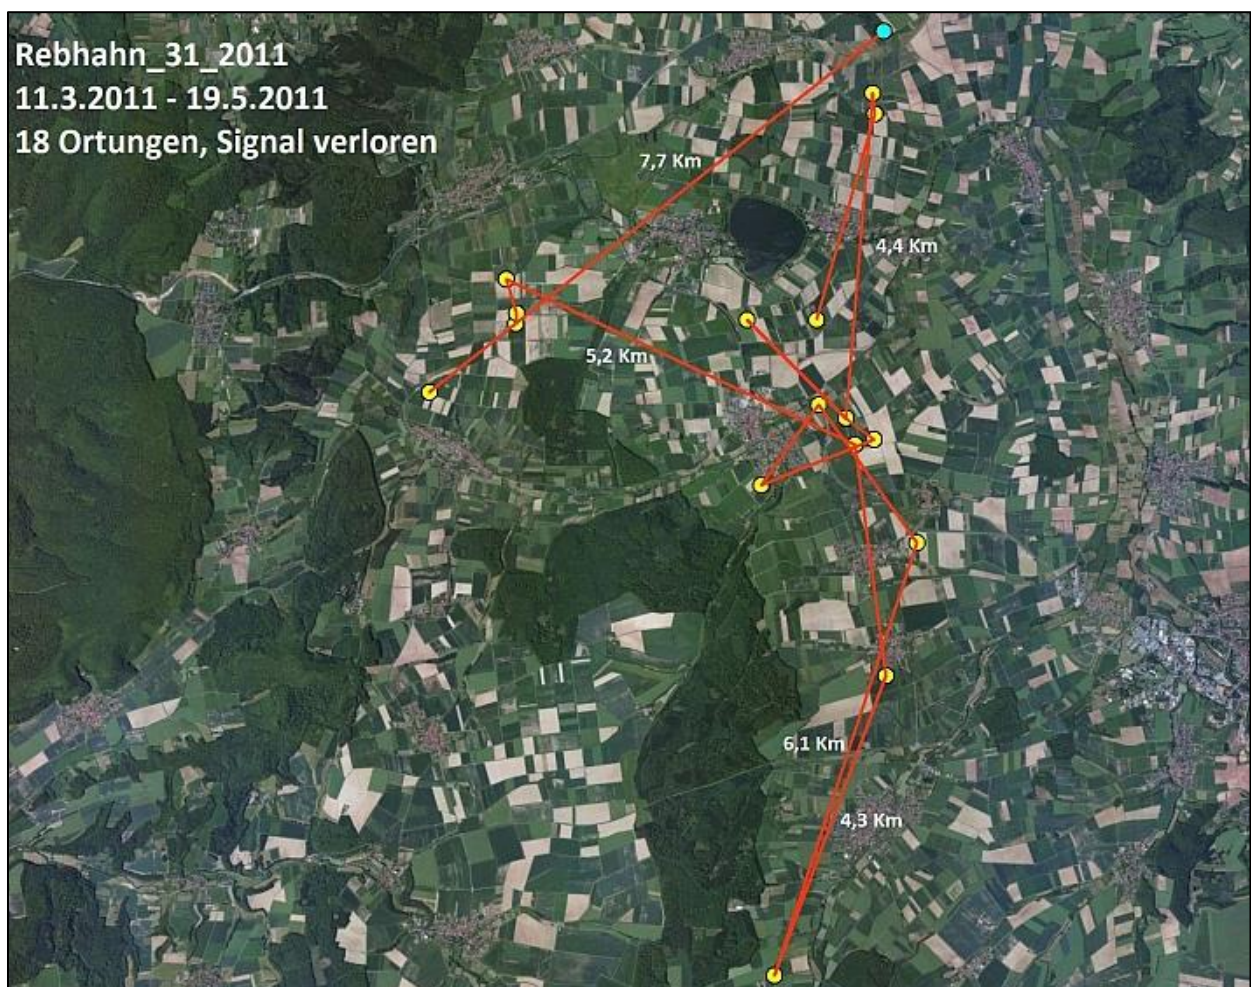 Rebhahn_31_2011
11.3.2011 - 19.5.2011
18 Ortungen, Signal verloren
7,7 Km
4,4 Km
5,2 Km
6,1 Km
4,3 Km